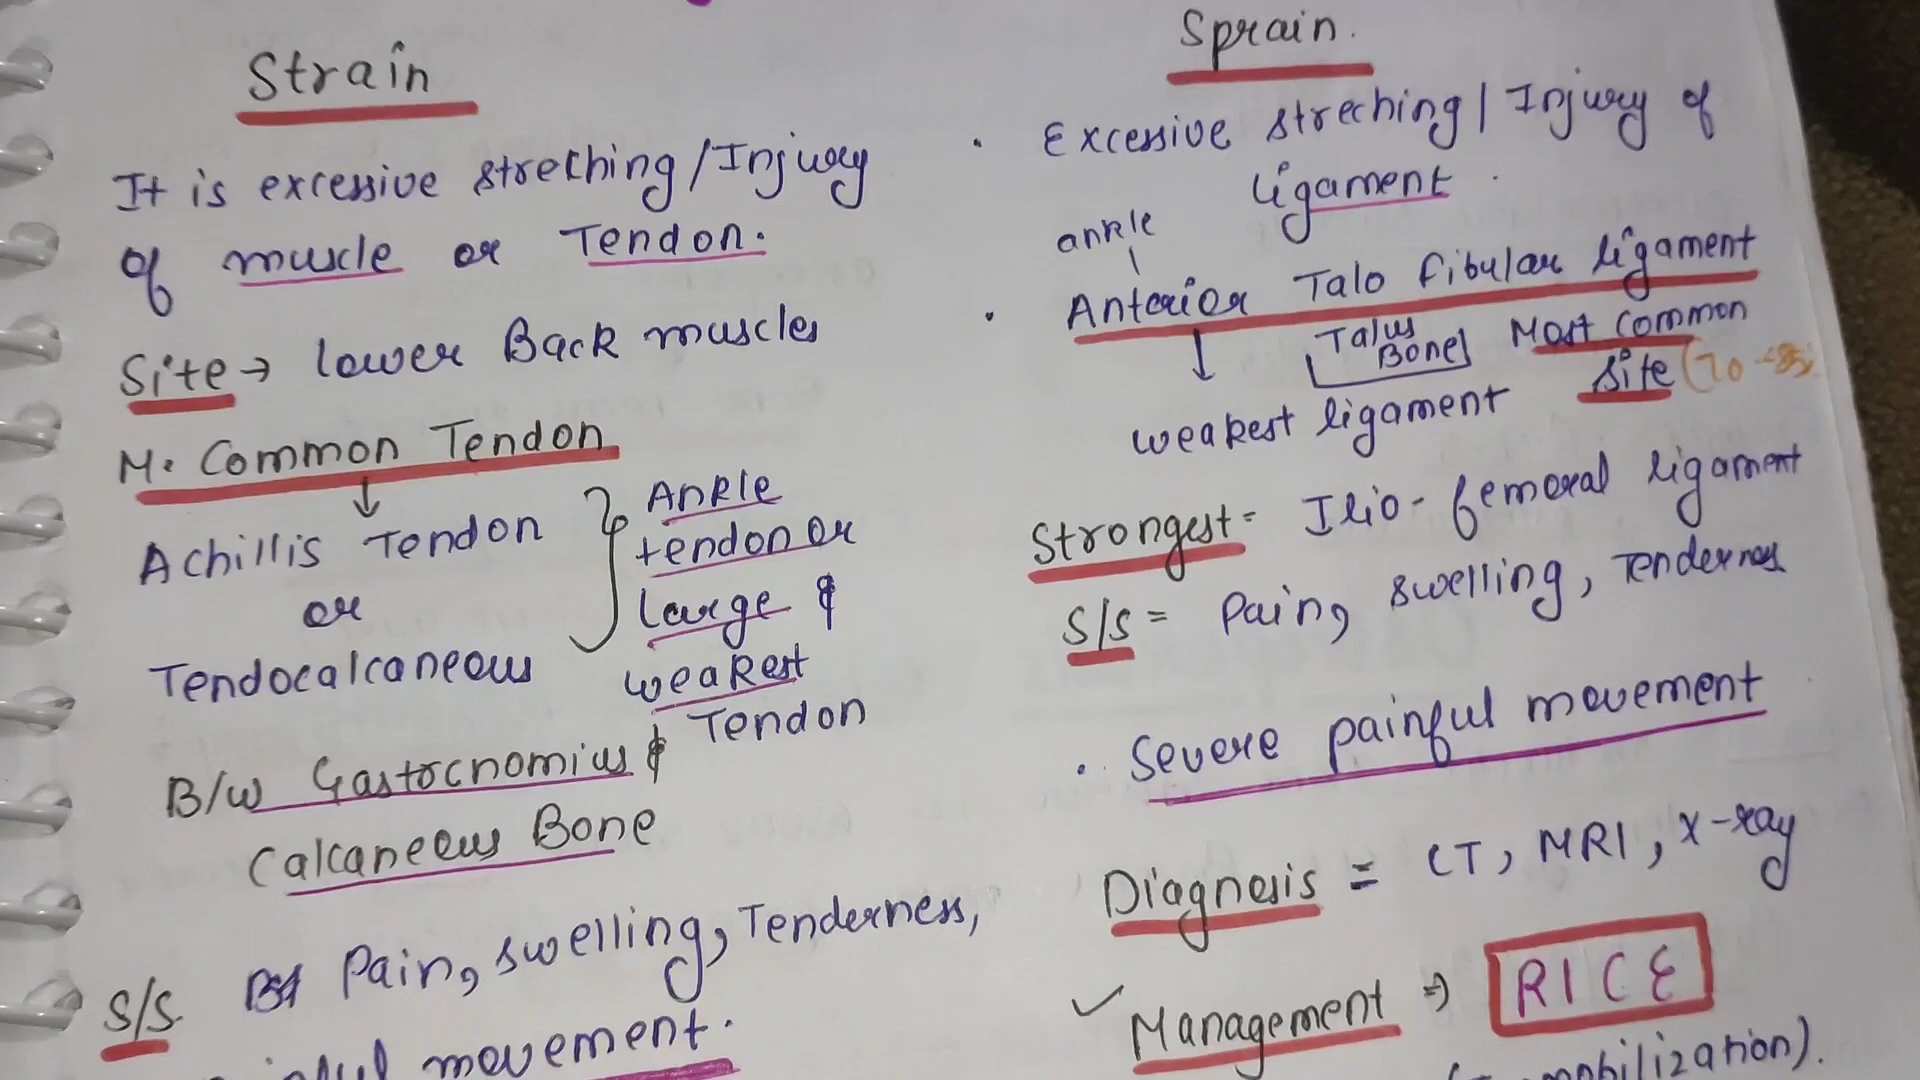 Strain
It is excessive streching/Injury
of muscle or Tendon.
Site → lower Back muscles
M. Common Tendon
↓
Achillis Tendon
or
Tendocalcaneous
Ankle
tendon or
large &
weakest
Tendon
B/w Gastrocnomius &
Calcaneous Bone
S/S Pain, swelling, Tenderness,
movement.
Sprain.
• Excessive streching/Injury of
ligament.
ankle
• Anterior Talo fibular ligament
↓
Talus
Bone
Most common
site
weakest ligament
Strongest = Ilio-femoral ligament
S/S = Pain, swelling, Tenderness
• Severe painful movement
Diagnosis = CT, MRI, X-ray
✓ Management ⇒ RICE